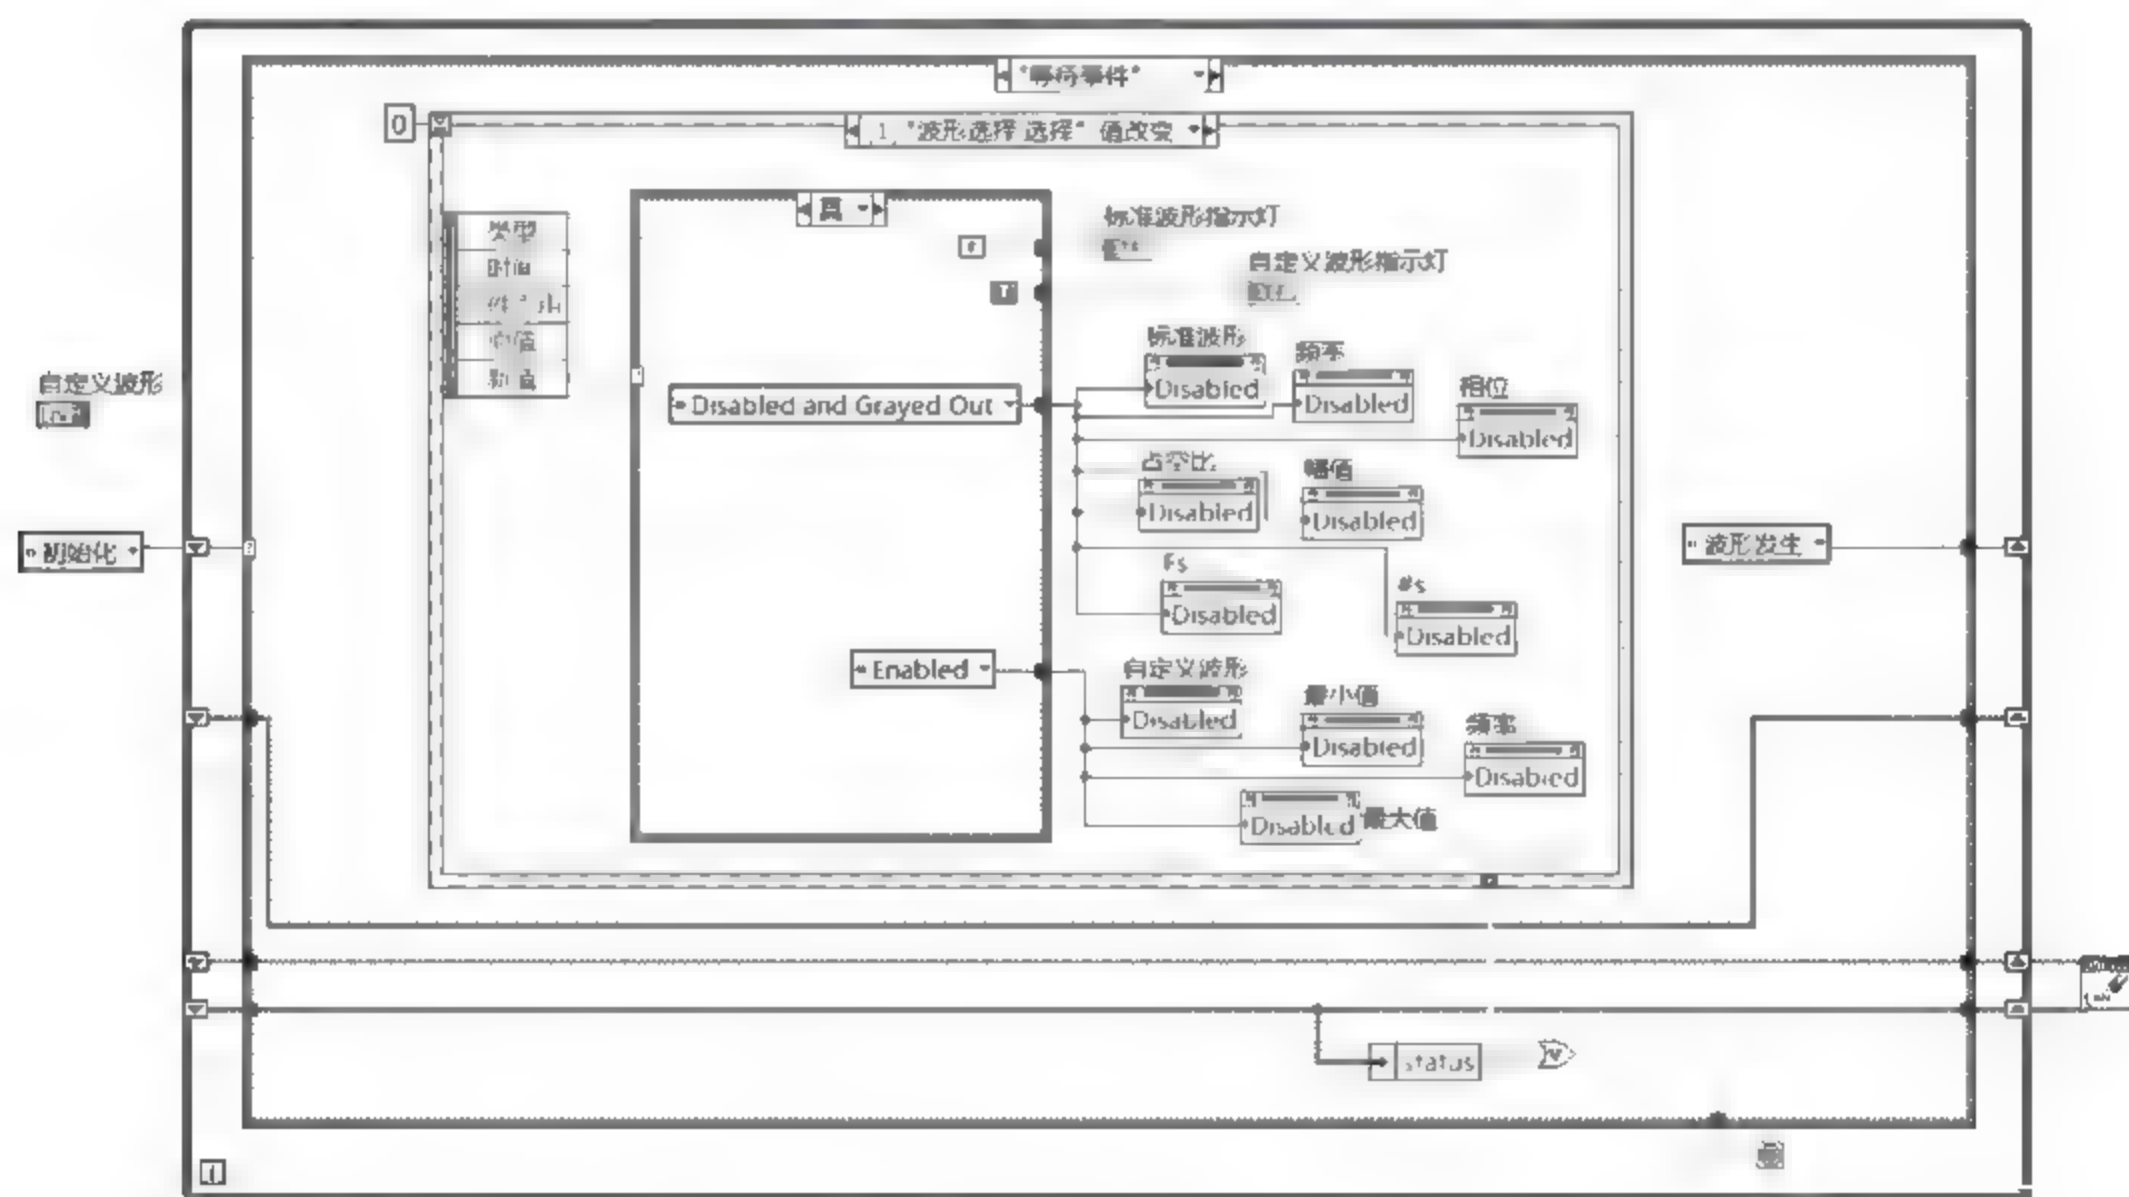 "等待事件"
0
1 "波形选择 选择" 值改变
类型
时间
旧值
新值
真
F
T
标准波形指示灯
自定义波形指示灯
自定义波形
Disabled and Grayed Out
标准波形
Disabled
频率
Disabled
相位
Disabled
占空比
Disabled
幅值
Disabled
初始化
波形发生
Fs
Disabled
#s
Disabled
Enabled
自定义波形
Disabled
最小值
Disabled
频率
Disabled
Disabled
最大值
status
i